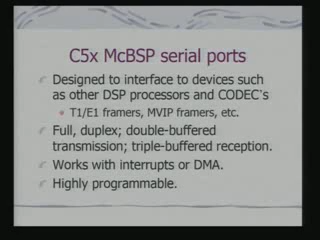 C5x McBSP serial ports
Designed to interface to devices such
as other DSP processors and CODEC's
T1/E1 framers, MVIP framers, etc.
Full, duplex; double-buffered
transmission; triple-buffered reception.
Works with interrupts or DMA.
Highly programmable.